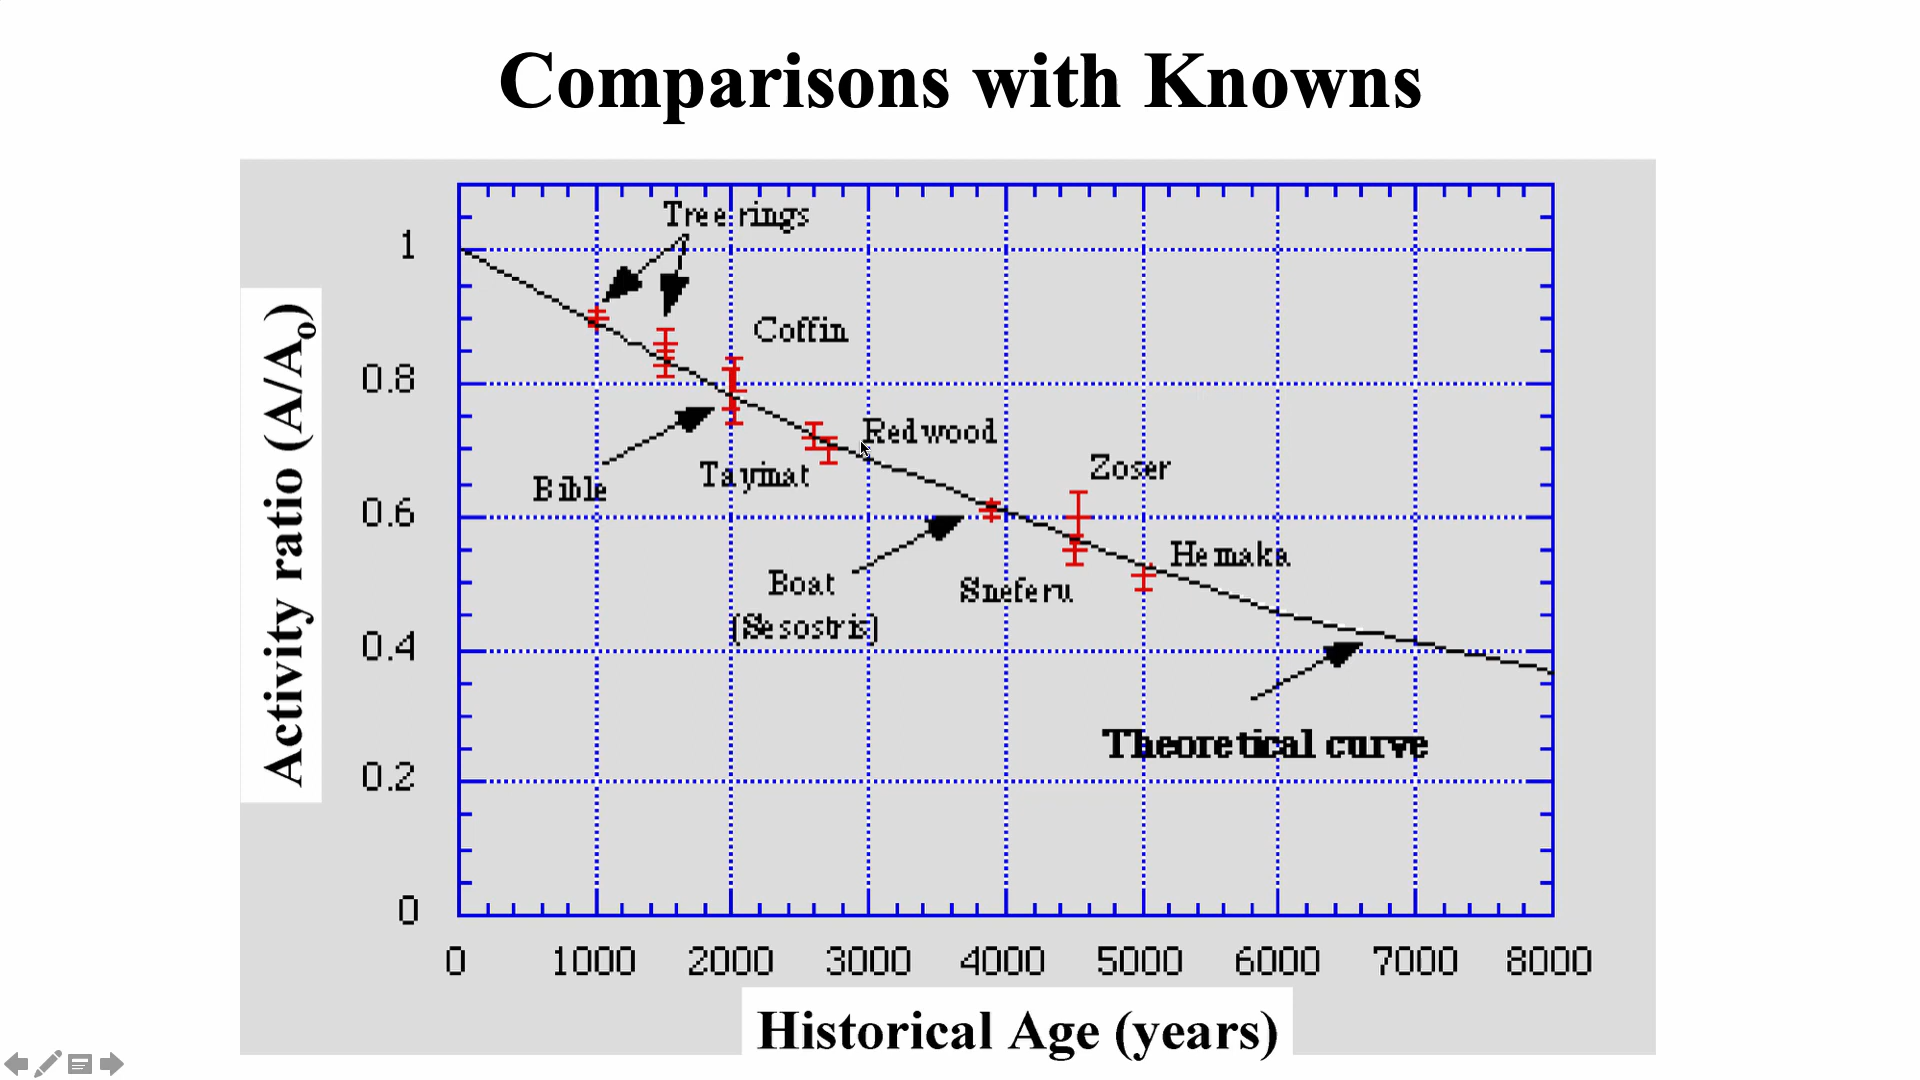 Comparisons with Knowns
Tree rings
1
Coffin
0.8
Redwood
Zoser
Bible
Tayinat
0.6
Hemaka
Boat
Sneferu
(Sesostris)
0.4
Theoretical curve
0.2
0
0 1000 2000 3000 4000 5000 6000 7000 8000
Activity ratio (A/Ao)
Historical Age (years)